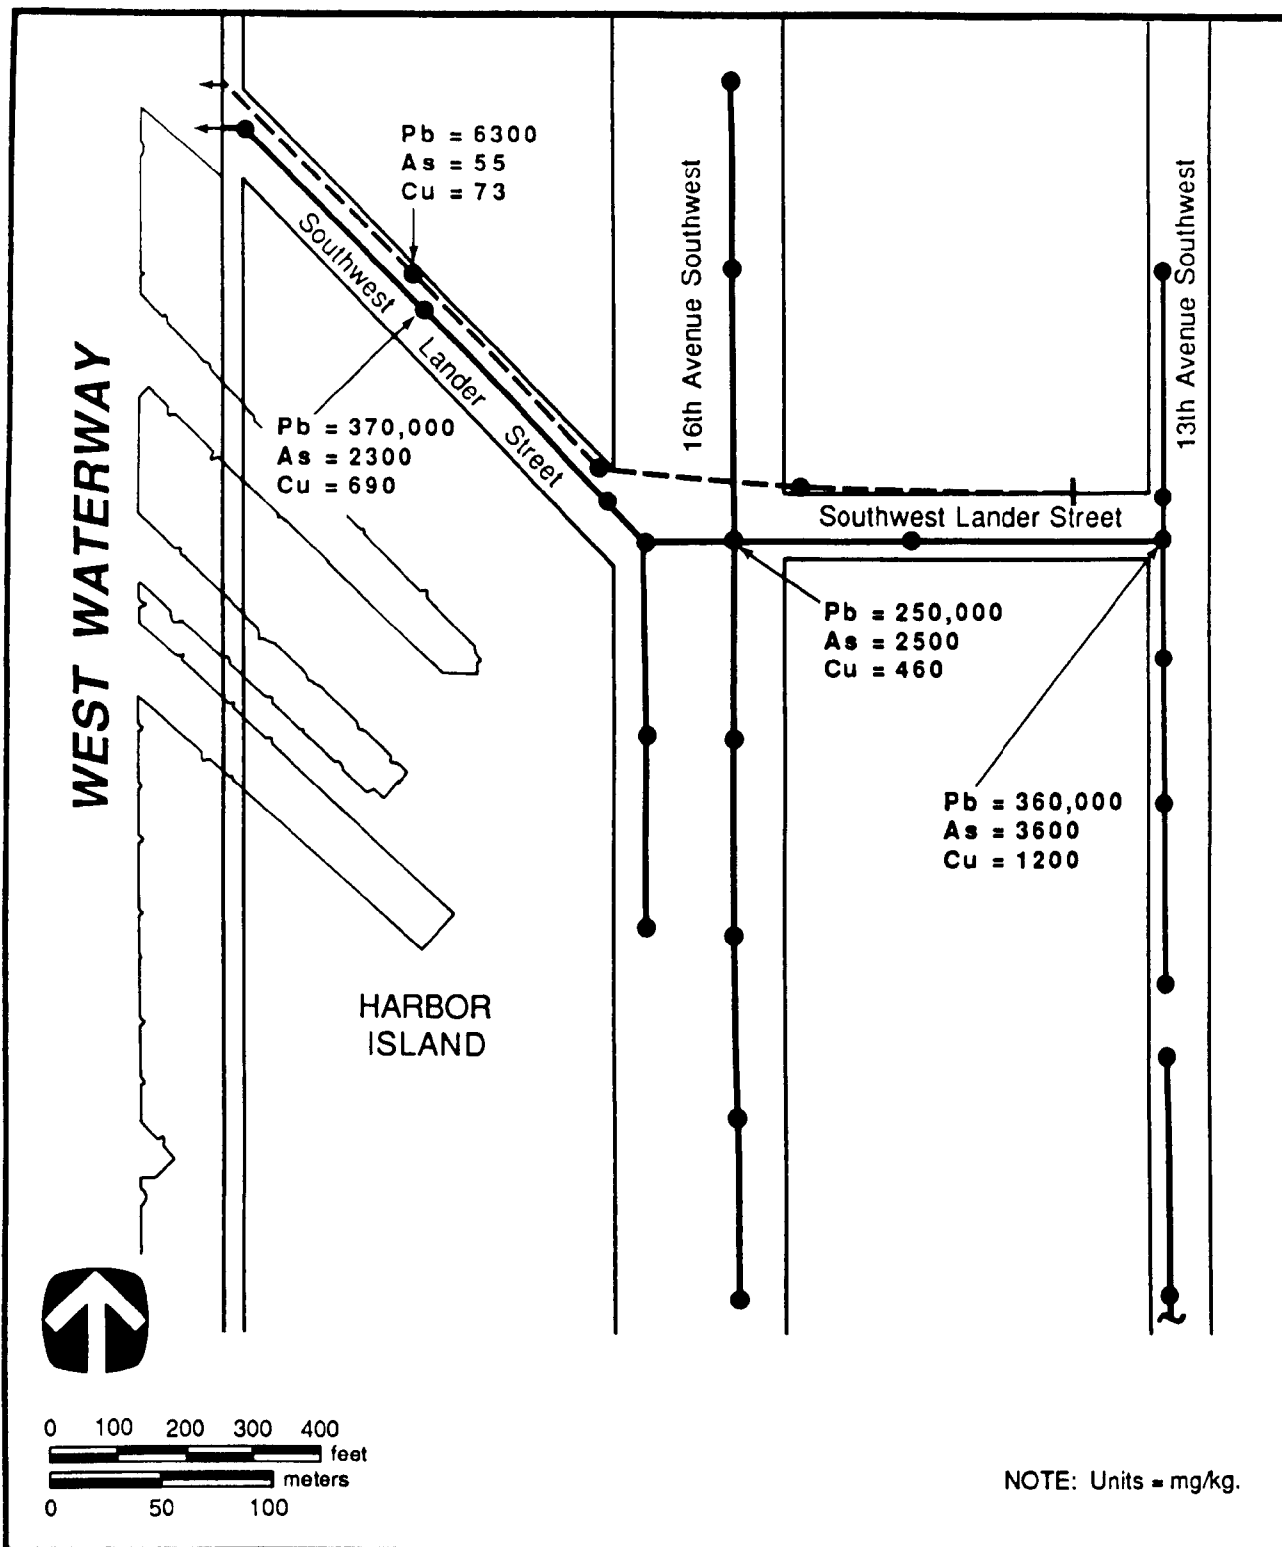 Pb = 6300
As = 55
Cu = 73
Southwest Lander Street
16th Avenue Southwest
13th Avenue Southwest
WEST WATERWAY
Pb = 370,000
As = 2300
Cu = 690
Southwest Lander Street
Pb = 250,000
As = 2500
Cu = 460
Pb = 360,000
As = 3600
Cu = 1200
HARBOR
ISLAND
0 100 200 300 400
feet
meters
0 50 100
NOTE: Units = mg/kg.